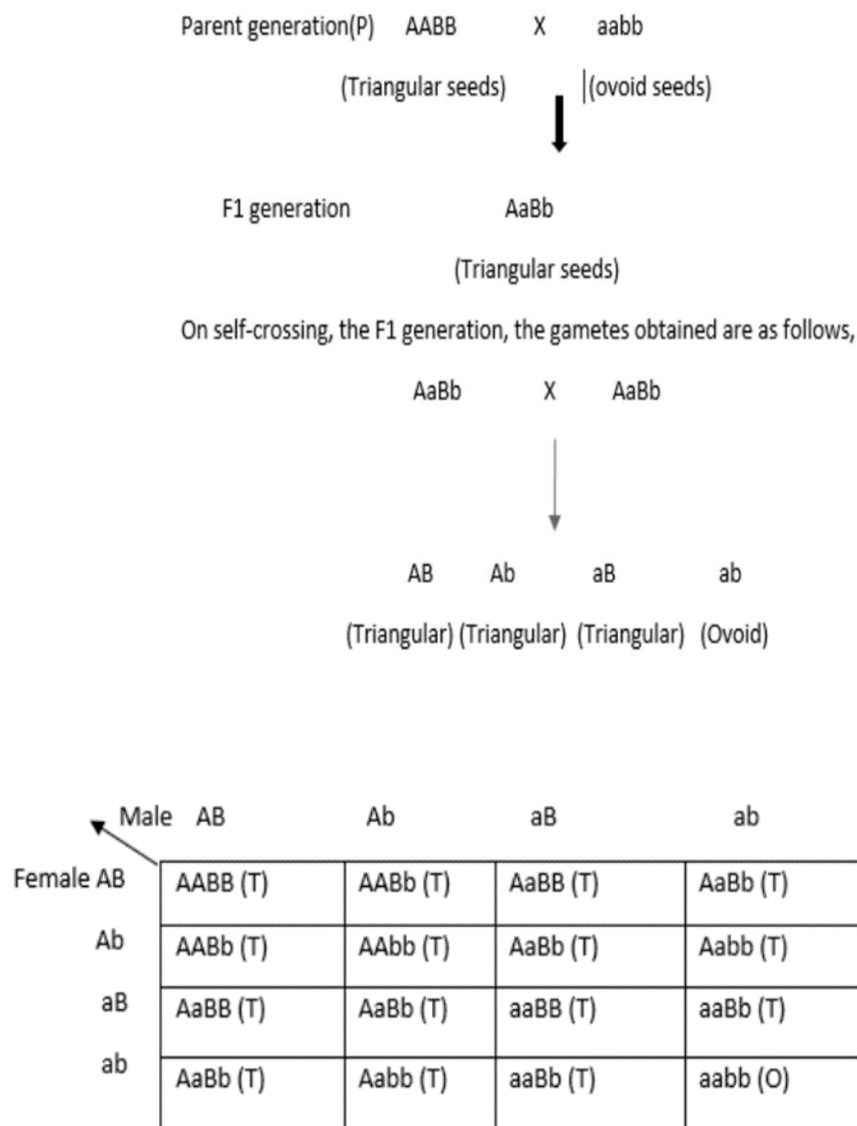 Parent generation(P) AABB X aabb
(Triangular seeds) (ovoid seeds)
F1 generation AaBb
(Triangular seeds)
On self-crossing, the F1 generation, the gametes obtained are as follows,
AaBb X AaBb
AB Ab aB ab
(Triangular) (Triangular) (Triangular) (Ovoid)
Male AB Ab aB ab
Female AB AABB (T) AABb (T) AaBB (T) AaBb (T)
Ab AABb (T) AAbb (T) AaBb (T) Aabb (T)
aB AaBB (T) AaBb (T) aaBB (T) aaBb (T)
ab AaBb (T) Aabb (T) aaBb (T) aabb (O)